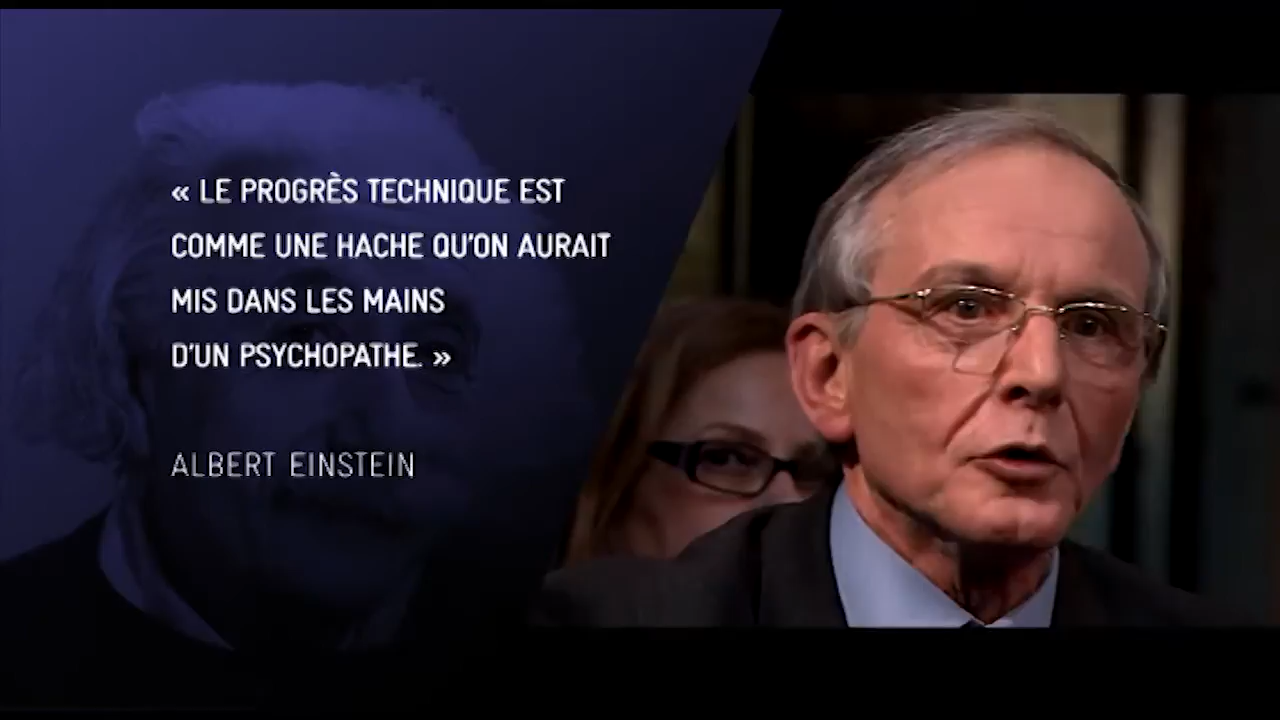 « LE PROGRÈS TECHNIQUE EST
COMME UNE HACHE QU'ON AURAIT
MIS DANS LES MAINS
D'UN PSYCHOPATHE. »
ALBERT EINSTEIN